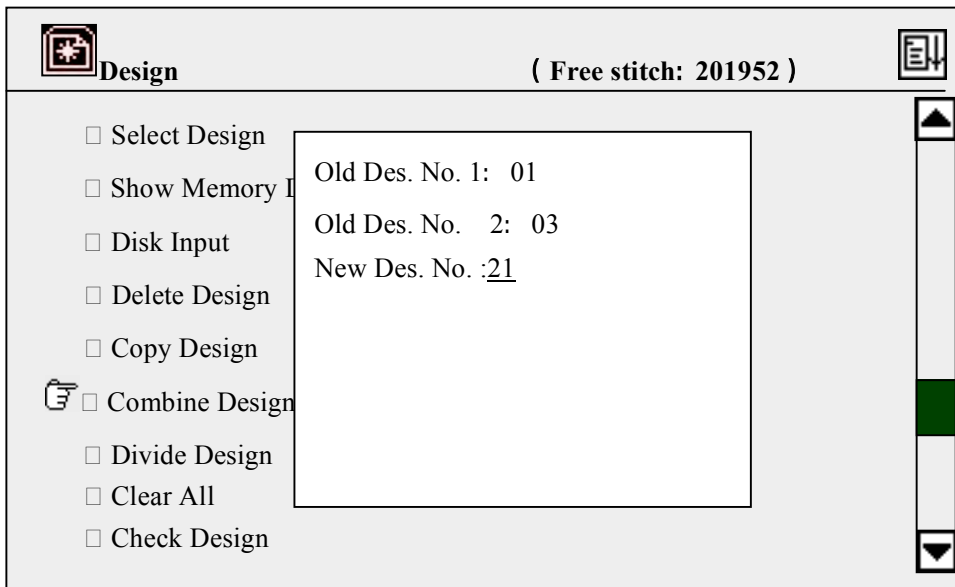 Design ( Free stitch: 201952 )
Select Design
Show Memory
Disk Input
Delete Design
Copy Design
Combine Design
Divide Design
Clear All
Check Design
Old Des. No. 1: 01
Old Des. No. 2: 03
New Des. No. :21